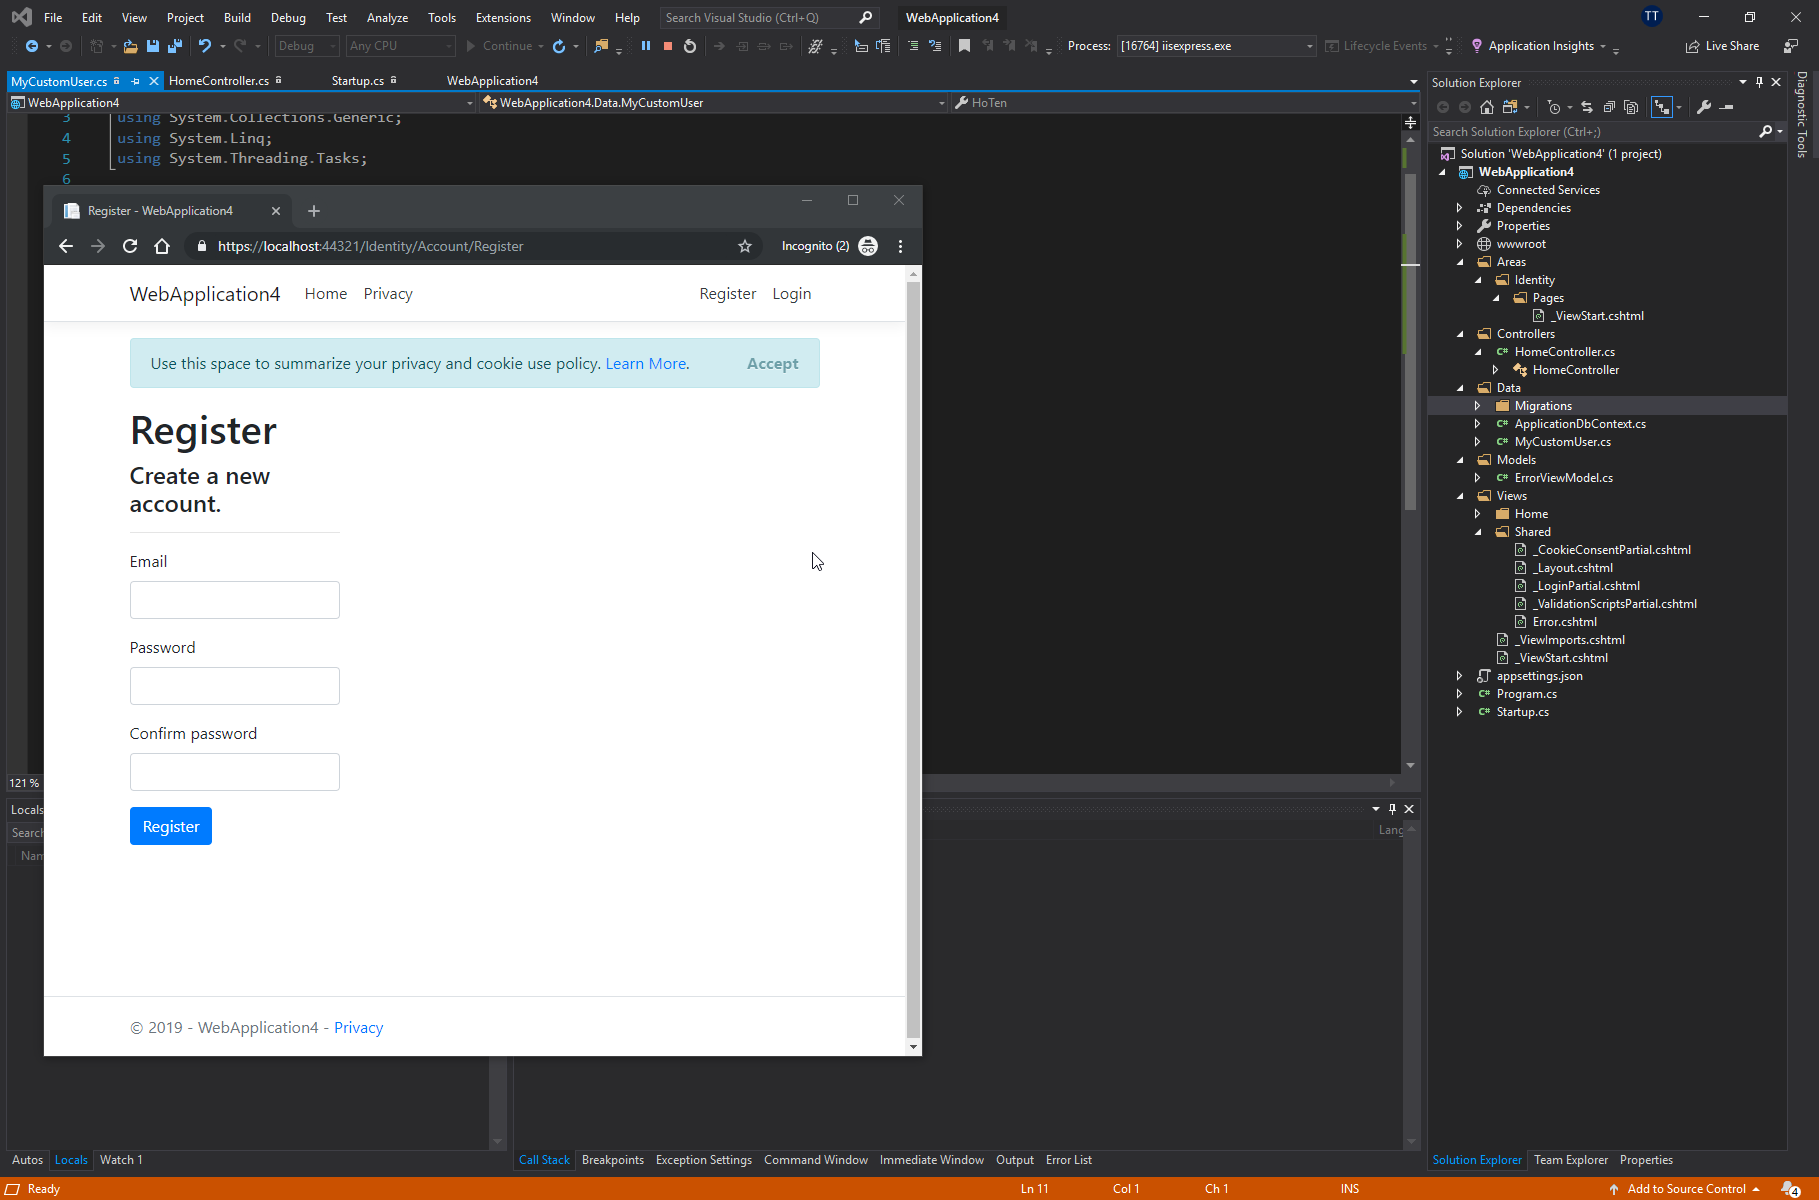 File Edit View Project Build Debug Test Analyze Tools Extensions Window Help Search Visual Studio (Ctrl+Q) WebApplication4 TT
Debug Any CPU Continue Process: [16764] iisexpress.exe Lifecycle Events Application Insights Live Share
MyCustomUser.cs HomeController.cs Startup.cs WebApplication4
WebApplication4 WebApplication4.Data.MyCustomUser HoTen
3 using System.Collections.Generic;
4 using System.Linq;
5 using System.Threading.Tasks;
6
Register - WebApplication4
https://localhost:44321/Identity/Account/Register Incognito (2)
WebApplication4 Home Privacy Register Login
Use this space to summarize your privacy and cookie use policy. Learn More. Accept
Register
Create a new
account.
Email
Password
Confirm password
Register
© 2019 - WebApplication4 - Privacy
121 %
Locals
Search
Nam
Lang
Autos Locals Watch 1
Call Stack Breakpoints Exception Settings Command Window Immediate Window Output Error List
Solution Explorer
Search Solution Explorer (Ctrl+;)
Solution 'WebApplication4' (1 project)
WebApplication4
Connected Services
Dependencies
Properties
wwwroot
Areas
Identity
Pages
_ViewStart.cshtml
Controllers
C# HomeController.cs
HomeController
Data
Migrations
C# ApplicationDbContext.cs
C# MyCustomUser.cs
Models
C# ErrorViewModel.cs
Views
Home
Shared
_CookieConsentPartial.cshtml
_Layout.cshtml
_LoginPartial.cshtml
_ValidationScriptsPartial.cshtml
Error.cshtml
_ViewImports.cshtml
_ViewStart.cshtml
appsettings.json
C# Program.cs
C# Startup.cs
Diagnostic Tools
Solution Explorer Team Explorer Properties
Ready Ln 11 Col 1 Ch 1 INS Add to Source Control 4